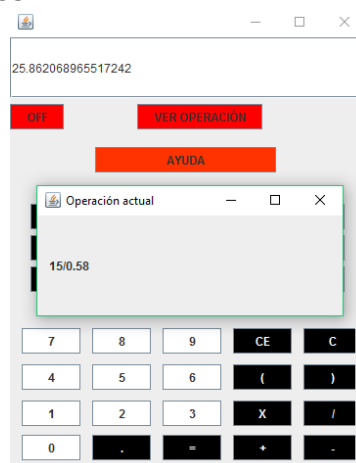 25.862068965517242
OFF VER OPERACIÓN
AYUDA
Operación actual
15/0.58
7 8 9 CE C
4 5 6 ( )
1 2 3 X /
0 . = + -